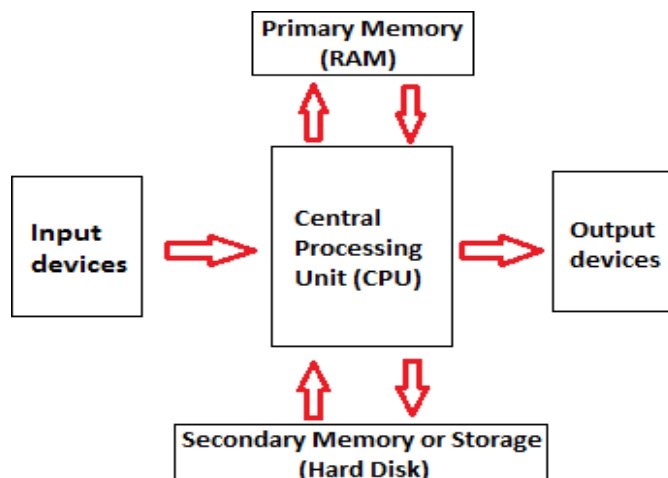 Primary Memory
(RAM)
Input
devices
Central
Processing
Unit (CPU)
Output
devices
Secondary Memory or Storage
(Hard Disk)